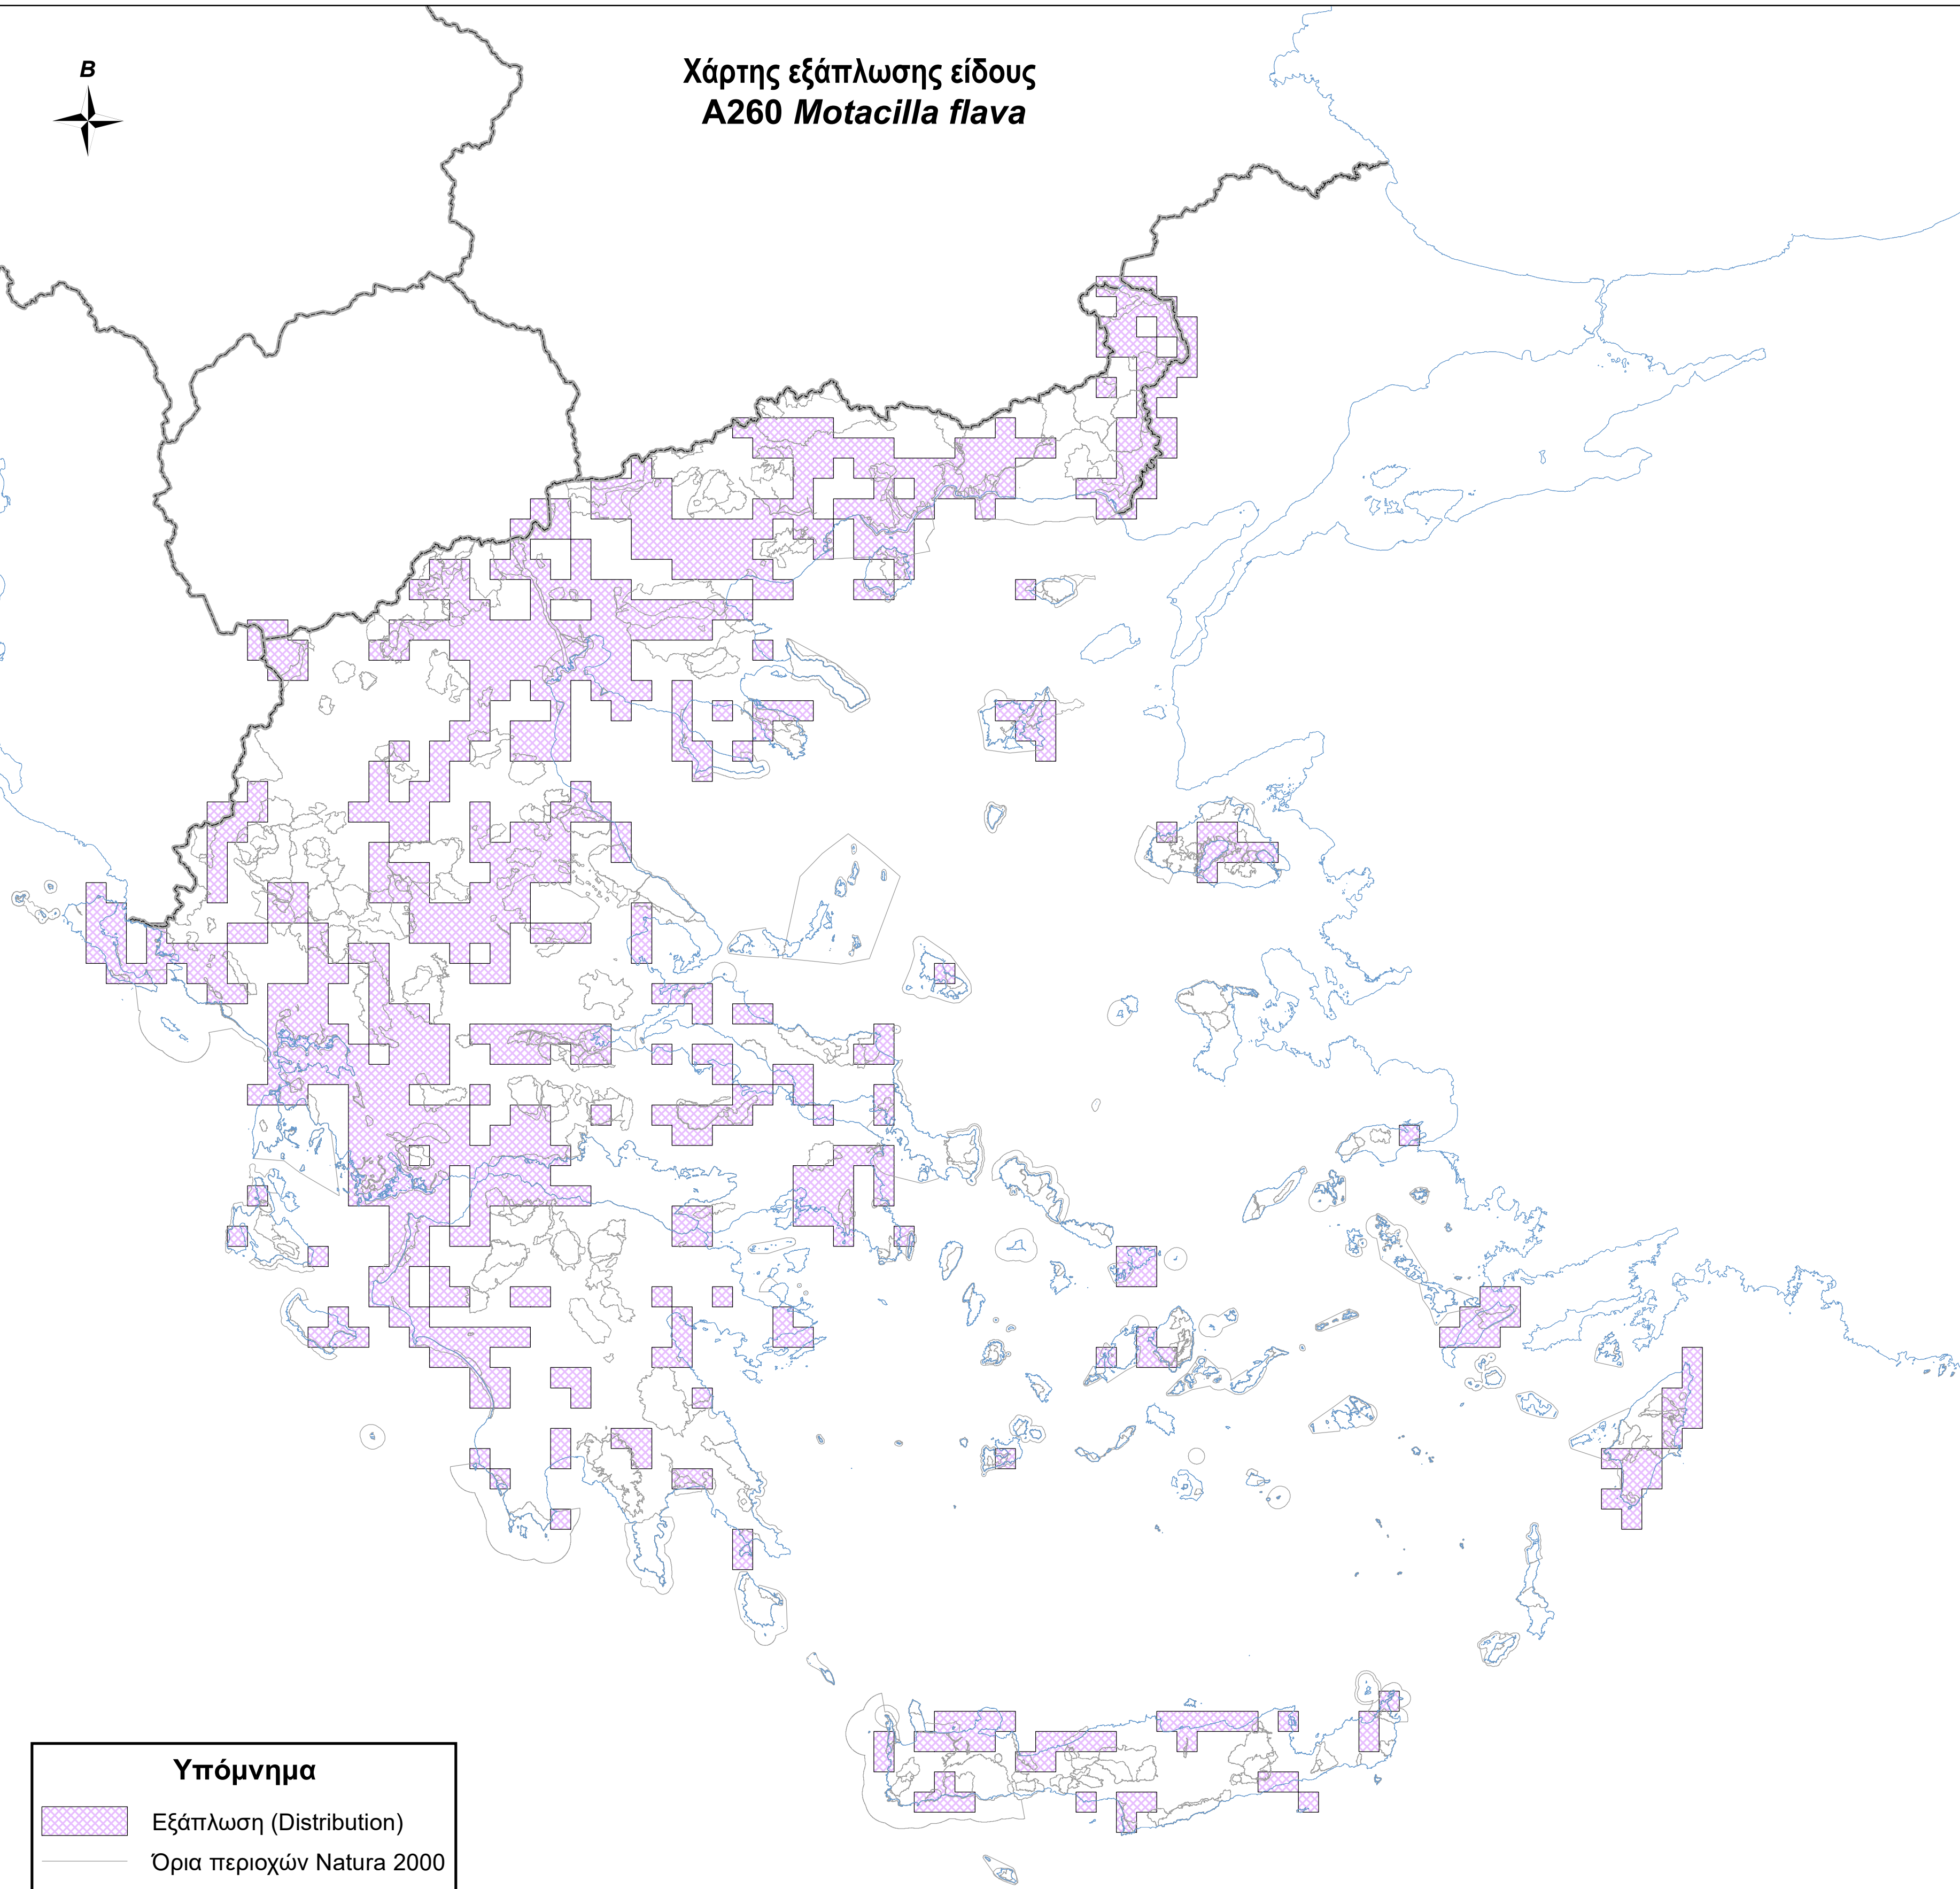 Β
Χάρτης εξάπλωσης είδους
A260 Motacilla flava
Υπόμνημα
Εξάπλωση (Distribution)
Όρια περιοχών Natura 2000